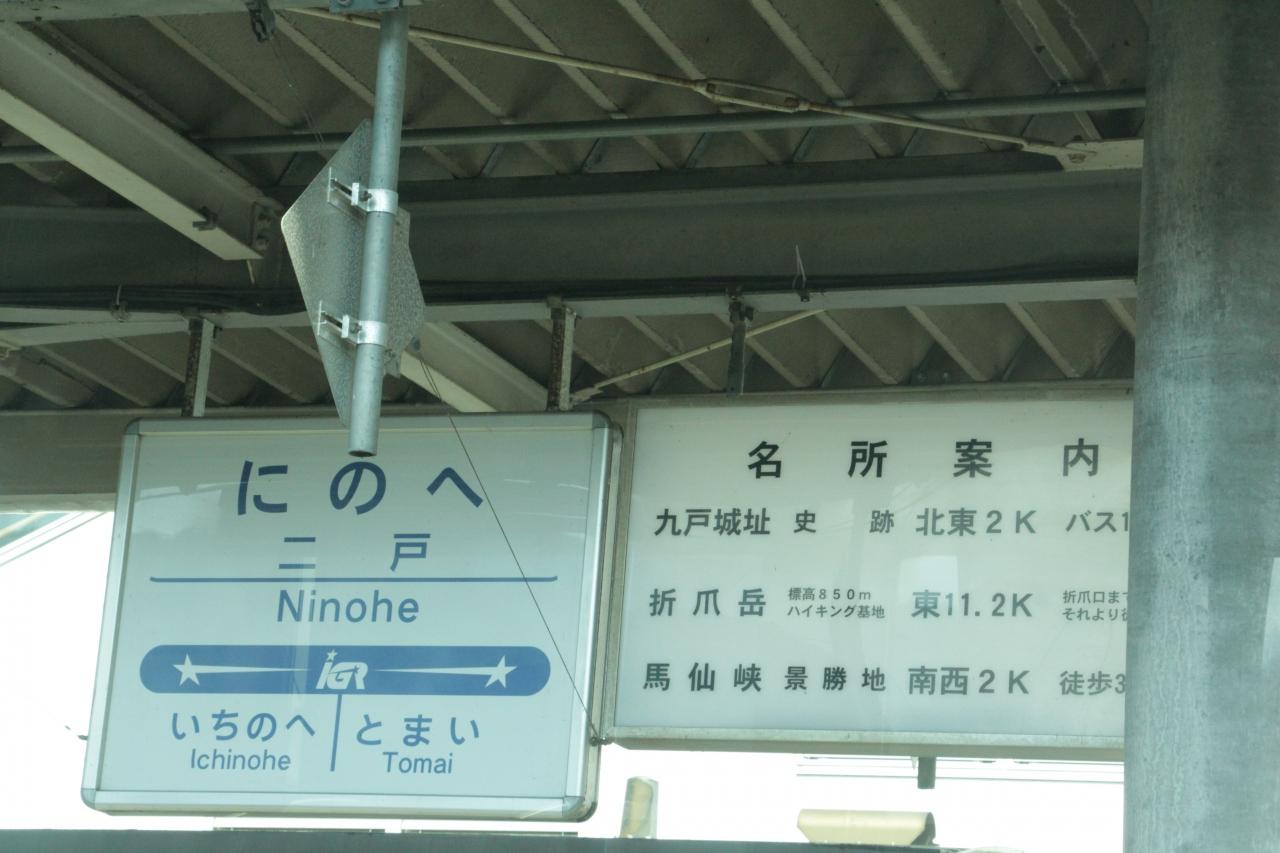 にのへ
二戸
Ninohe
IGR
いちのへ
Ichinohe
とまい
Tomai
名所案内
九戸城址 史跡 北東2K バス1
折爪岳 標高850m ハイキング基地 東11.2K 折爪口まで それより
馬仙峡 景勝地 南西2K 徒歩3